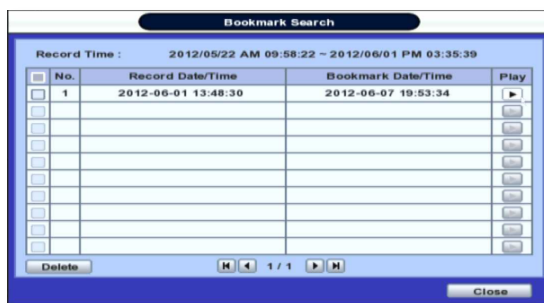 Bookmark Search
Record Time : 2012/05/22 AM 09:58:22 ~ 2012/06/01 PM 03:35:39
No. Record Date/Time Bookmark Date/Time Play
1 2012-06-01 13:48:30 2012-06-07 19:53:34
Delete 1 / 1
Close